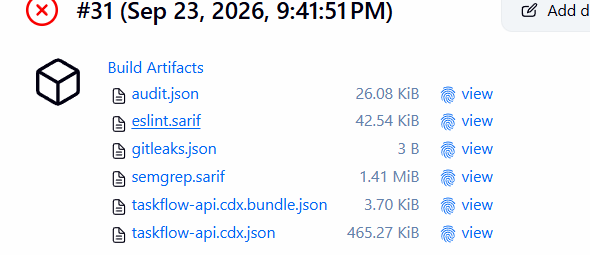 #31 (Sep 23, 2026, 9:41:51 PM)
Add d
Build Artifacts
audit.json 26.08 KiB view
eslint.sarif 42.54 KiB view
gitleaks.json 3 B view
semgrep.sarif 1.41 MiB view
taskflow-api.cdx.bundle.json 3.70 KiB view
taskflow-api.cdx.json 465.27 KiB view